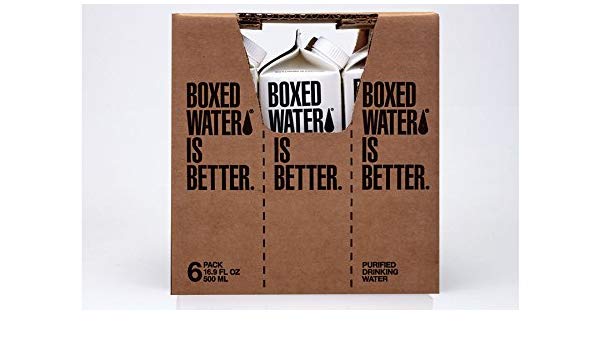 BOXED
WATER
IS
BETTER.
BOXED
WATER
IS
BETTER.
BOXED
WATER
IS
BETTER.
6 PACK
16.9 FL OZ
500 ML
PURIFIED
DRINKING
WATER